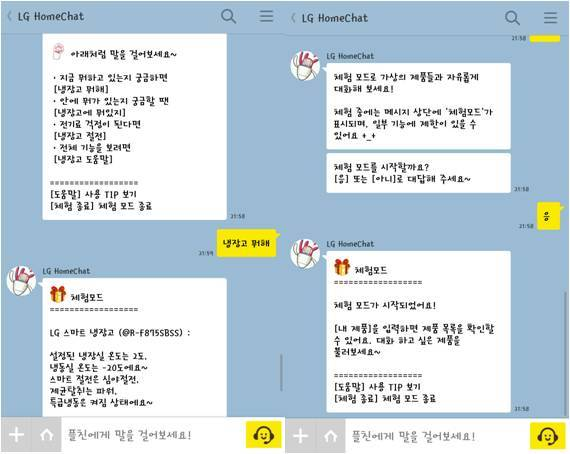 LG HomeChat
아래처럼 말을 걸어보세요~
· 지금 뭐하고 있는지 궁금하면
[냉장고 뭐해]
· 안에 뭐가 있는지 궁금할 땐
[냉장고에 뭐있지]
· 전기료 걱정이 된다면
[냉장고 절전]
· 전체 기능을 보려면
[냉장고 도움말]
==================
[도움말] 사용 TIP 보기
[체험 종료] 체험 모드 종료
21:58
냉장고 뭐해
21:59
LG HomeChat
체험모드
==================
LG 스마트 냉장고 (@R-F875SBSS) :
설정된 냉장실 온도는 2도,
냉동실 온도는 -20도에요~
스마트 절전은 심야절전,
제균탈취는 파워,
특급냉동은 켜짐 상태에요~
플친에게 말을 걸어보세요!
LG HomeChat
21:58
LG HomeChat
체험 모드로 가상의 제품들과 자유롭게
대화해 보세요!
체험 중에는 메시지 상단에 '체험모드'가
표시되며, 일부 기능에 제한이 있을 수
있어요 +_+
체험 모드를 시작할까요?
[응] 또는 [아니]로 대답해 주세요~
21:58
응
21:58
LG HomeChat
체험모드
==================
체험 모드가 시작되었어요!
[내 제품]을 입력하면 제품 목록을 확인할
수 있어요. 대화 하고 싶은 제품을
불러보세요~
==================
[도움말] 사용 TIP 보기
[체험 종료] 체험 모드 종료
21:58
플친에게 말을 걸어보세요!